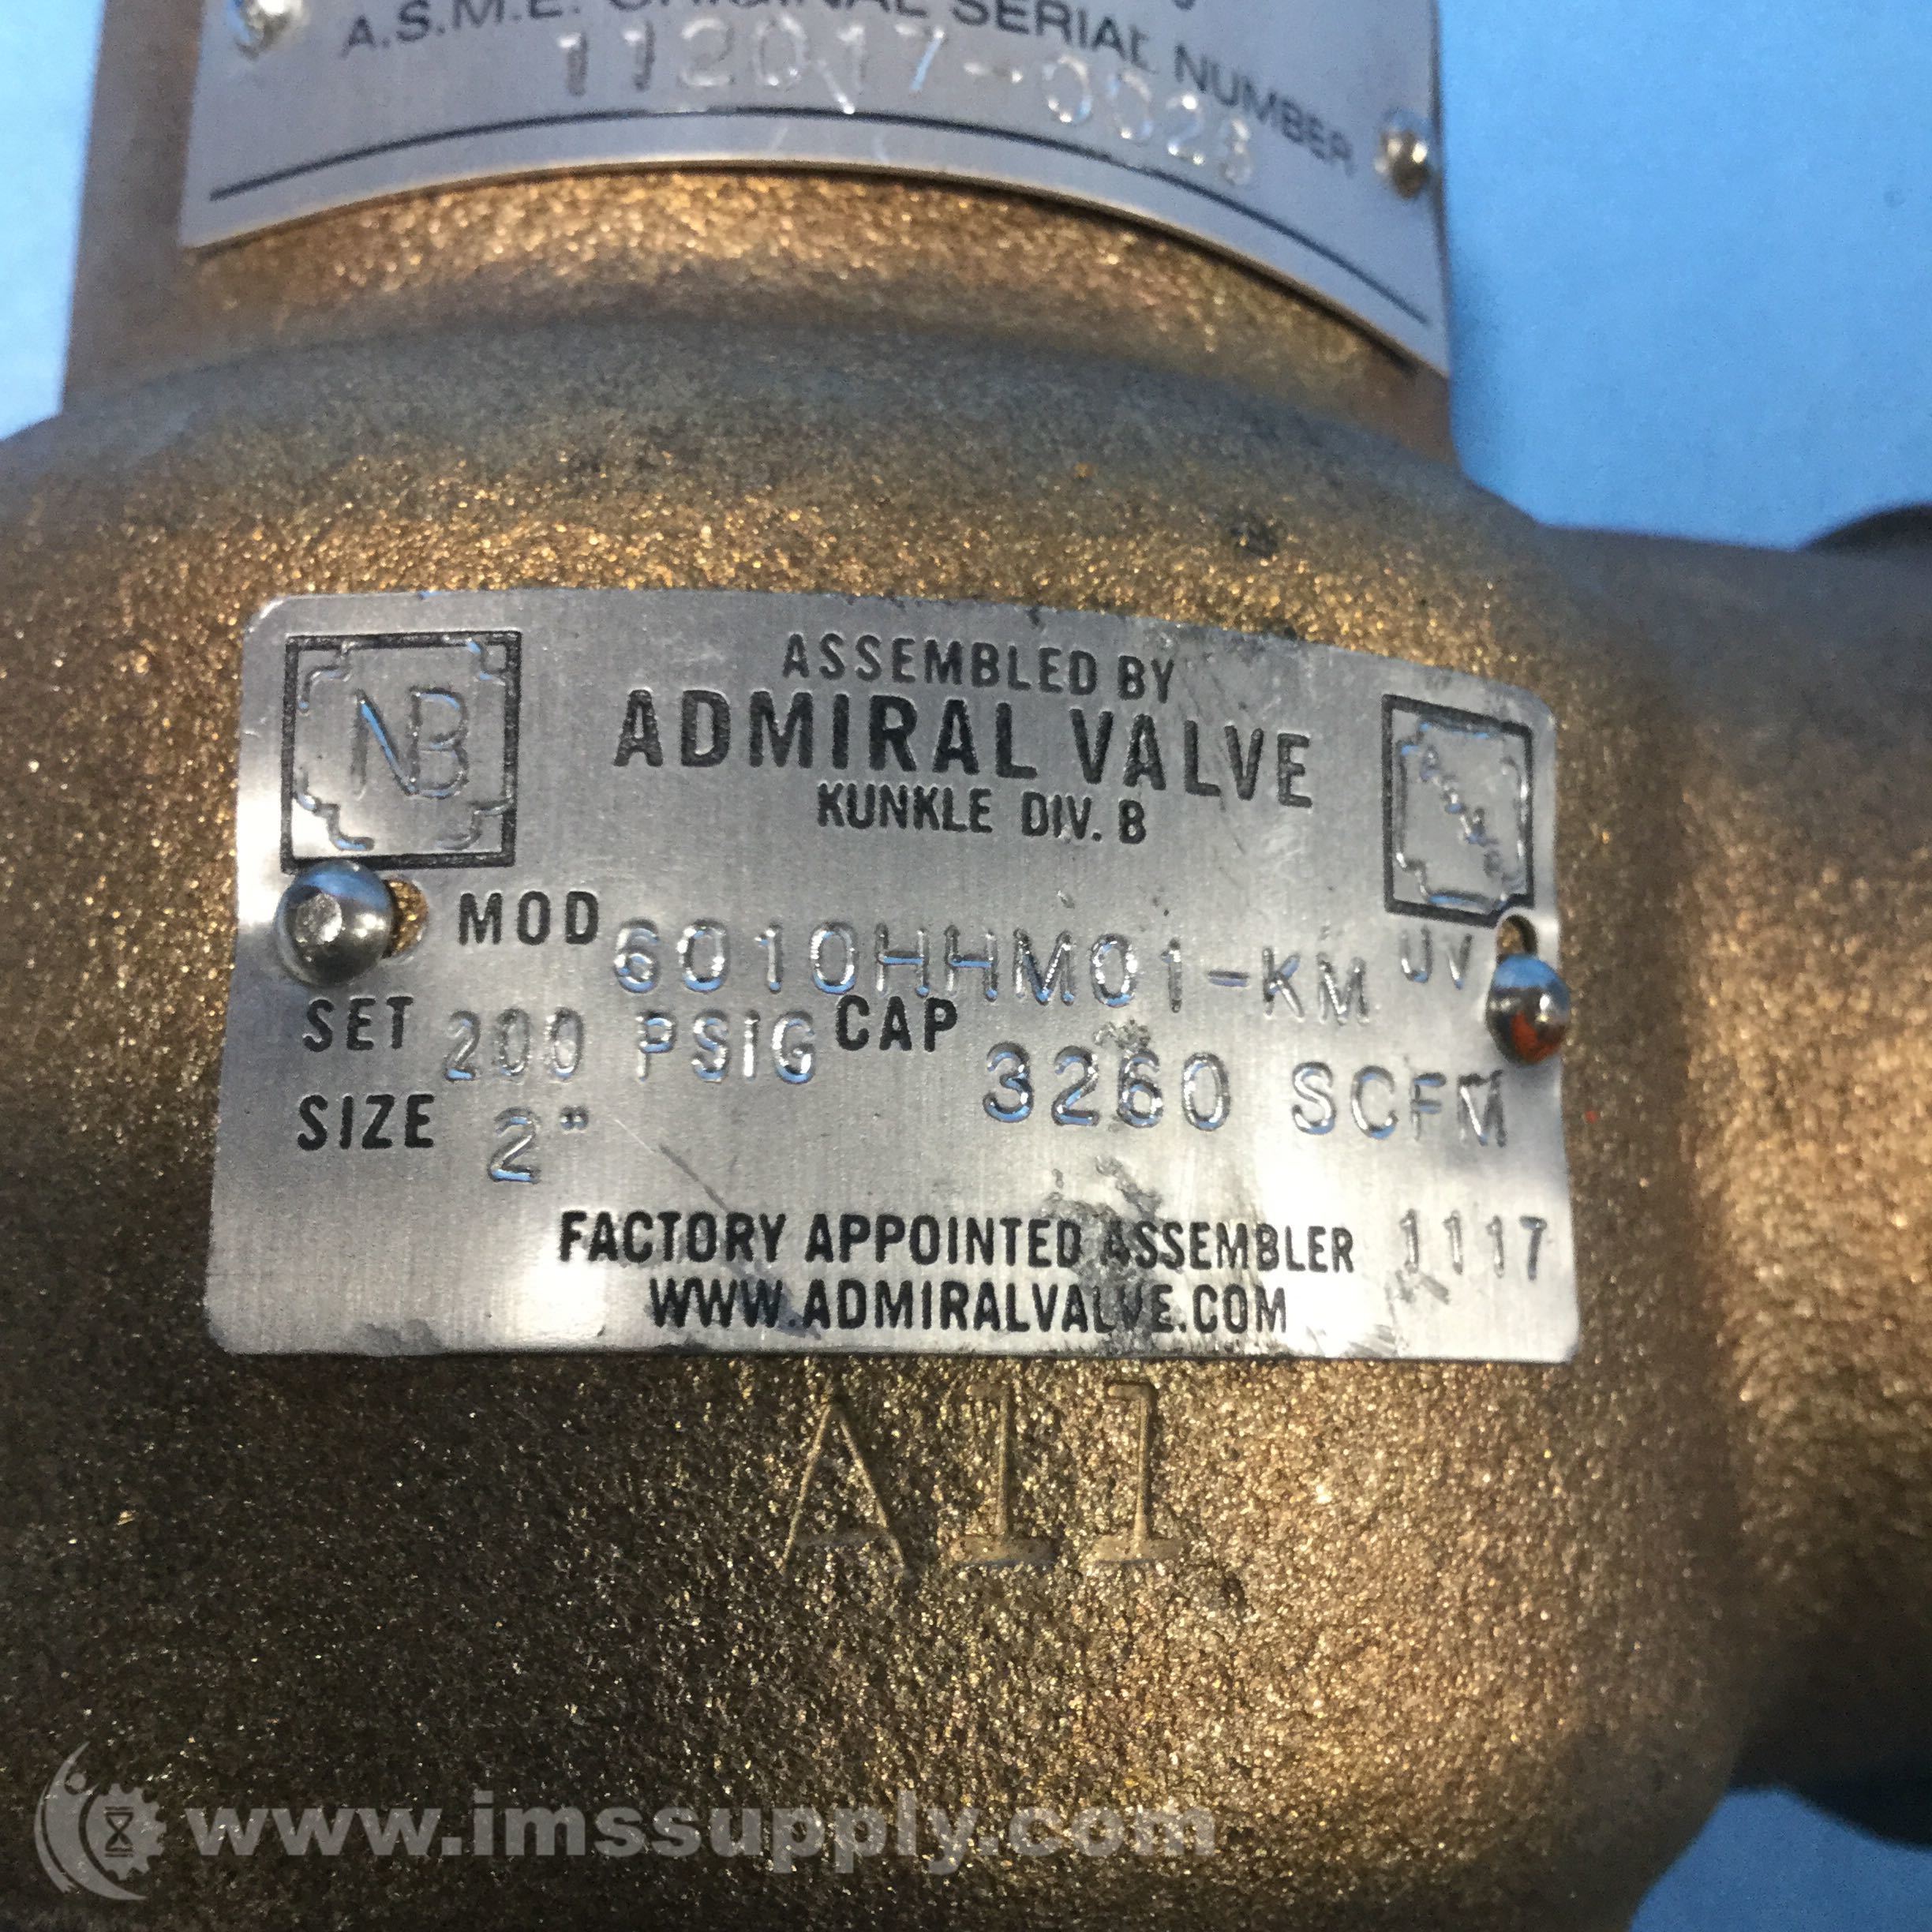 A.S.M.E. ORIGINAL SERIAL NUMBER
112017-0028
NB
ASSEMBLED BY
ADMIRAL VALVE
KUNKLE DIV. B
MOD 6010HHM01-KM UV
SET 200 PSIG CAP 3260 SCFM
SIZE 2"
FACTORY APPOINTED ASSEMBLER 1117
WWW.ADMIRALVALVE.COM
A11
www.imssupply.com